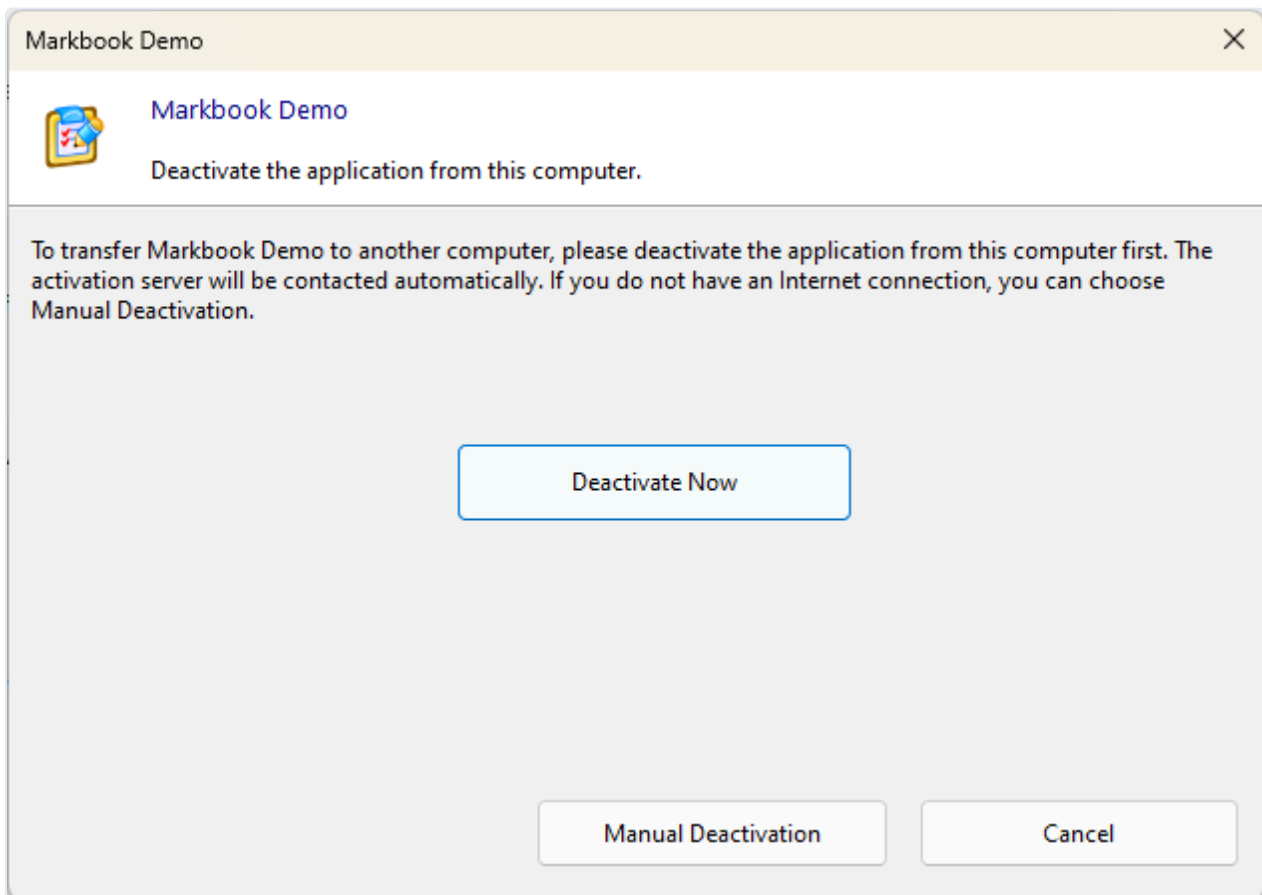 Markbook Demo
Markbook Demo
Deactivate the application from this computer.
To transfer Markbook Demo to another computer, please deactivate the application from this computer first. The
activation server will be contacted automatically. If you do not have an Internet connection, you can choose
Manual Deactivation.
Deactivate Now
Manual Deactivation
Cancel